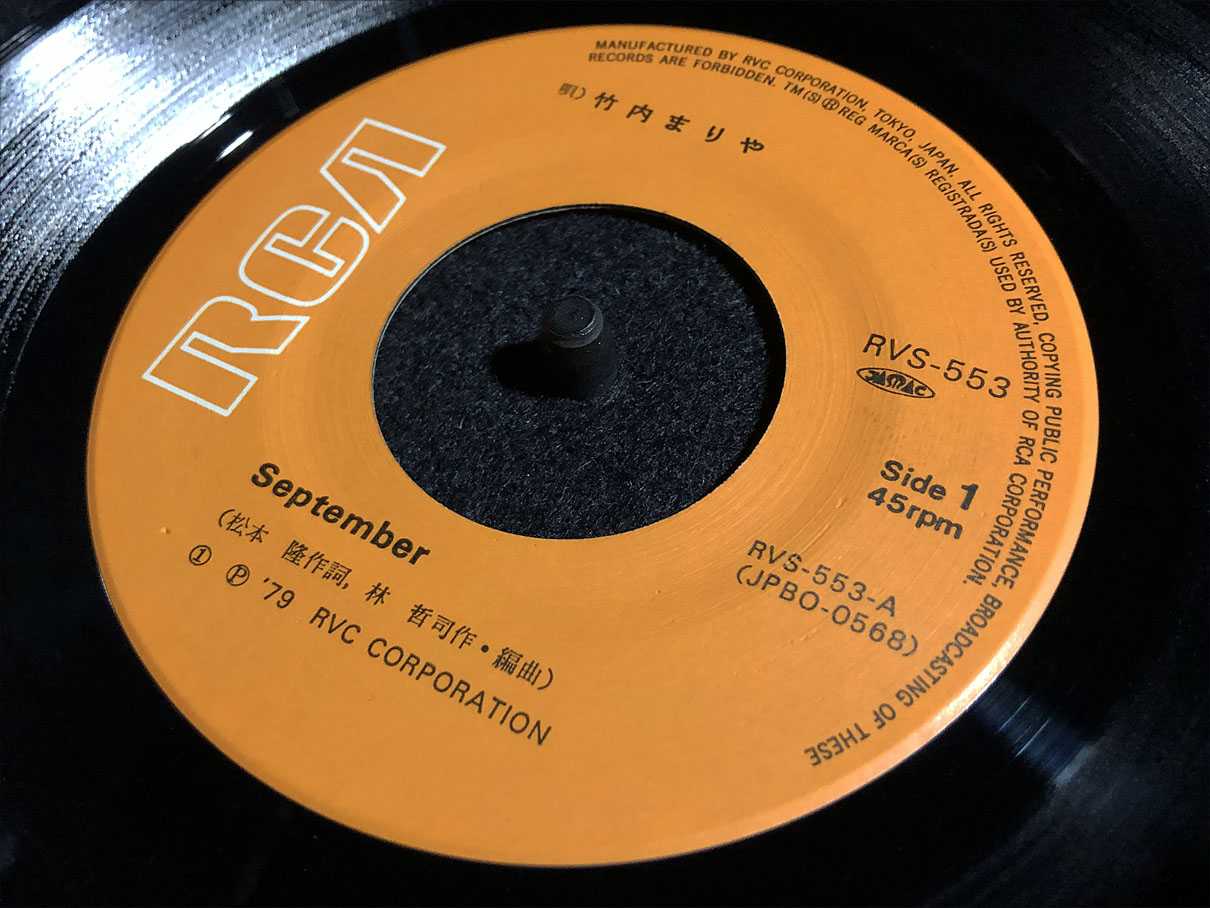 MANUFACTURED BY RVC CORPORATION, TOKYO, JAPAN. ALL RIGHTS RESERVED, COPYING PUBLIC PERFORMANCE, BROADCASTING OF THESE
RECORDS ARE FORBIDDEN. TM(S)®REG MARCA(S) REGISTRADA(S) USED BY AUTHORITY OF RCA CORPORATION.
唄) 竹内まりや
RCA
RVS-553
JASRAC
Side 1
45rpm
RVS-553-A
(JPBO-0568)
September
(松本 隆作詞, 林 哲司作・編曲)
① Ⓟ '79 RVC CORPORATION